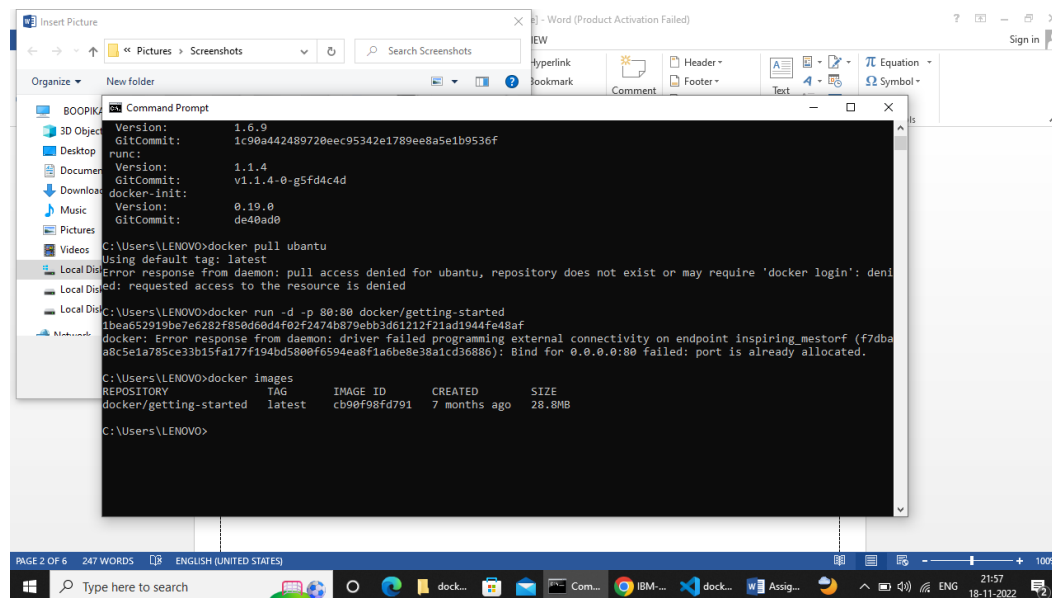 Insert Picture
e] - Word (Product Activation Failed)
?
Sign in
« Pictures › Screenshots
Search Screenshots
IEW
Organize
New folder
?
Hyperlink
Bookmark
Comment
Header
Footer
Text
Equation
Symbol
BOOPIKA
3D Object
Desktop
Documen
Downloa
Music
Pictures
Videos
Local Disk
Local Disk
Local Disk
Network
Command Prompt
Version: 1.6.9
GitCommit: 1c90a442489720eec95342e1789ee8a5e1b9536f
runc:
Version: 1.1.4
GitCommit: v1.1.4-0-g5fd4c4d
docker-init:
Version: 0.19.0
GitCommit: de40ad0
C:\Users\LENOVO>docker pull ubantu
Using default tag: latest
Error response from daemon: pull access denied for ubantu, repository does not exist or may require 'docker login': deni
ed: requested access to the resource is denied
C:\Users\LENOVO>docker run -d -p 80:80 docker/getting-started
1bea652919be7e6282f850d60d4f02f2474b879ebb3d61212f21ad1944fe48af
docker: Error response from daemon: driver failed programming external connectivity on endpoint inspiring_mestorf (f7dba
a8c5e1a785ce33b15fa177f194bd5800f6594ea8f1a6be8e38a1cd36886): Bind for 0.0.0.0:80 failed: port is already allocated.
C:\Users\LENOVO>docker images
REPOSITORY TAG IMAGE ID CREATED SIZE
docker/getting-started latest cb90f98fd791 7 months ago 28.8MB
C:\Users\LENOVO>
PAGE 2 OF 6 247 WORDS ENGLISH (UNITED STATES)
100%
Type here to search
dock...
Com...
IBM-...
dock...
Assig...
ENG
21:57
18-11-2022
2